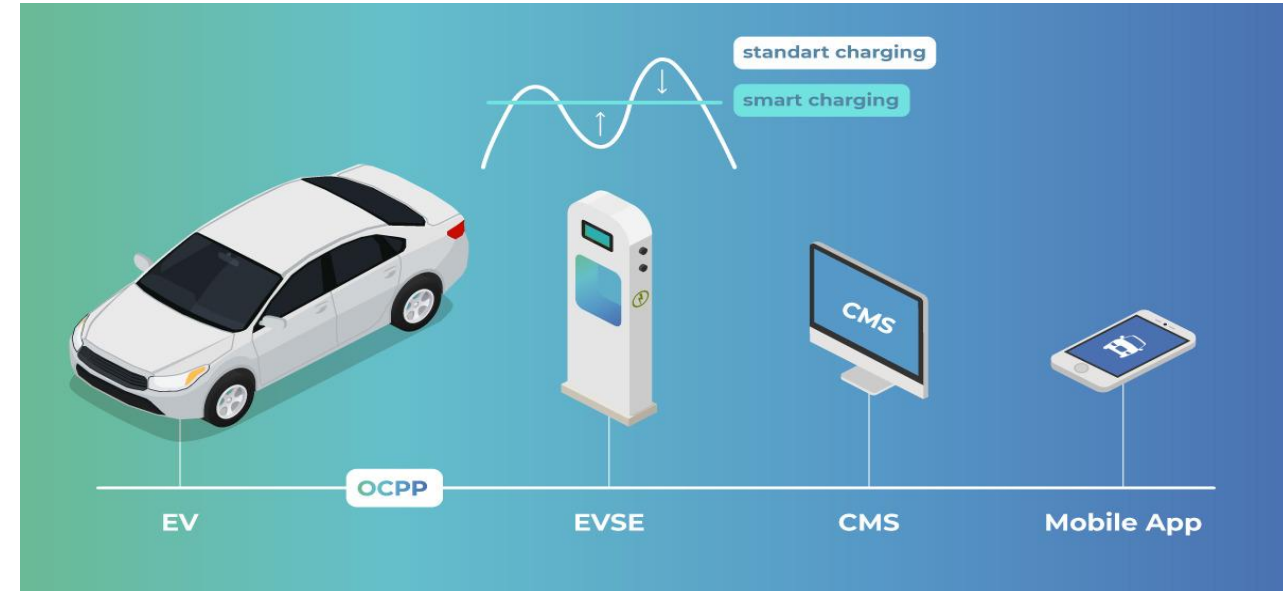 standart charging
smart charging
CMS
OCPP
EV
EVSE
CMS
Mobile App